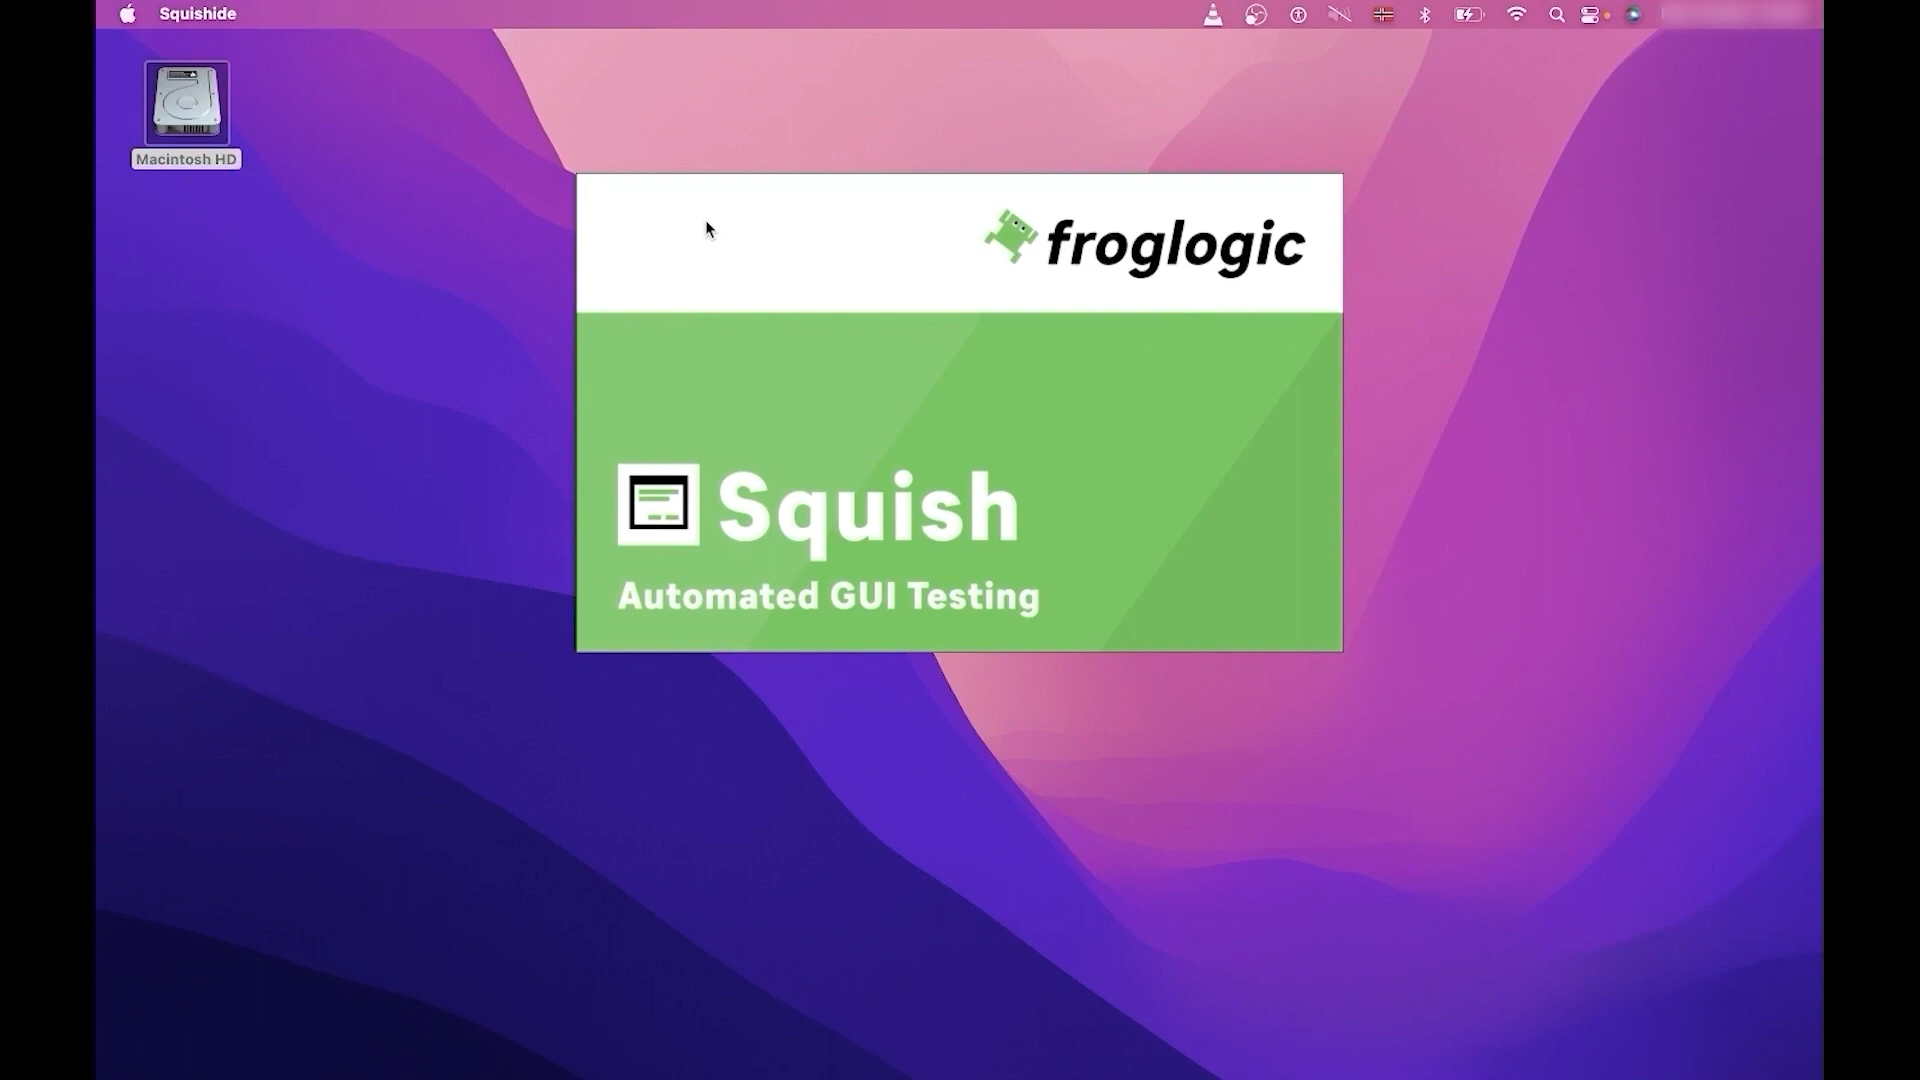 Squishide
Macintosh HD
froglogic
Squish
Automated GUI Testing